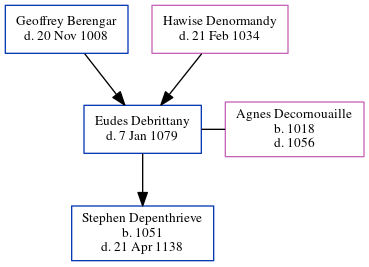 Geoffrey Berengar
d. 20 Nov 1008
Hawise Denormandy
d. 21 Feb 1034
Eudes Debrittany
d. 7 Jan 1079
Agnes Decornouaille
b. 1018
d. 1056
Stephen Depenthrieve
b. 1051
d. 21 Apr 1138